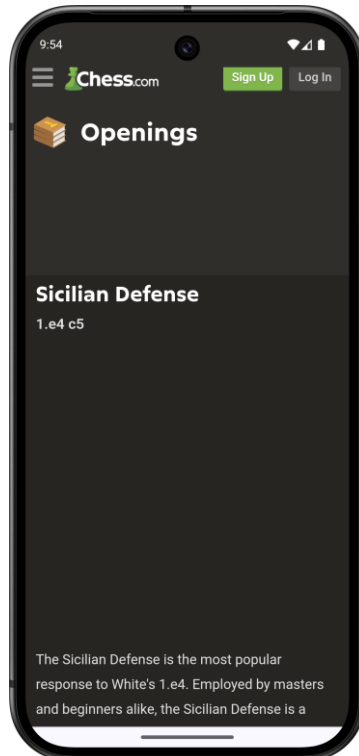 9:54
Chess.com
Sign Up
Log In
Openings
Sicilian Defense
1.e4 c5
The Sicilian Defense is the most popular
response to White's 1.e4. Employed by masters
and beginners alike, the Sicilian Defense is a